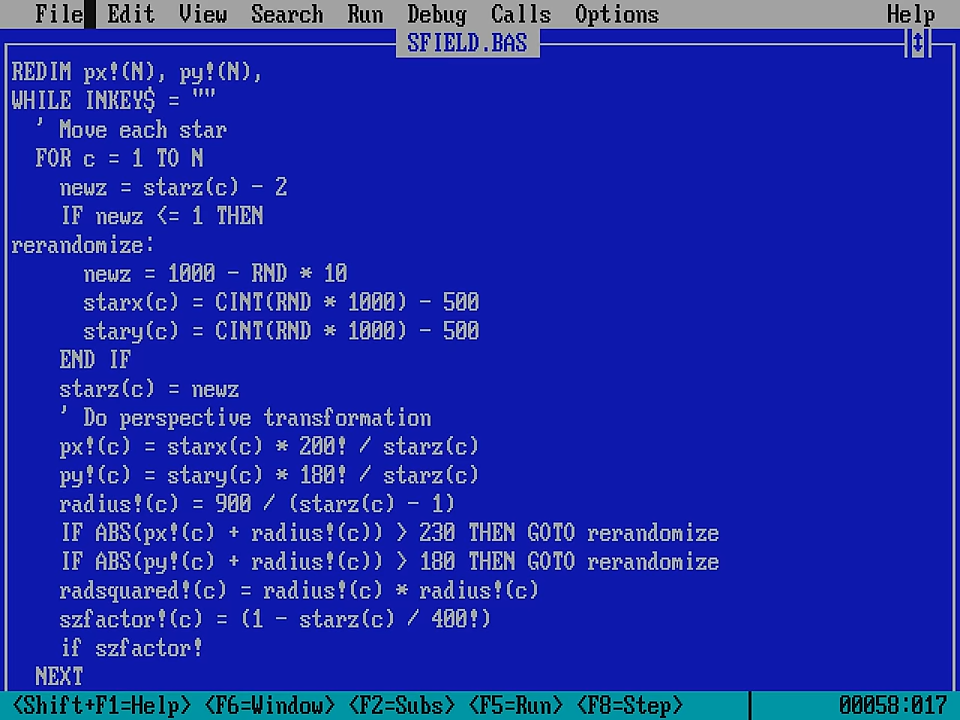 File Edit View Search Run Debug Calls Options Help
SFIELD.BAS
REDIM px!(N), py!(N),
WHILE INKEY$ = ""
  ' Move each star
  FOR c = 1 TO N
    newz = starz(c) - 2
    IF newz <= 1 THEN
rerandomize:
      newz = 1000 - RND * 10
      starx(c) = CINT(RND * 1000) - 500
      stary(c) = CINT(RND * 1000) - 500
    END IF
    starz(c) = newz
    ' Do perspective transformation
    px!(c) = starx(c) * 200! / starz(c)
    py!(c) = stary(c) * 180! / starz(c)
    radius!(c) = 900 / (starz(c) - 1)
    IF ABS(px!(c) + radius!(c)) > 230 THEN GOTO rerandomize
    IF ABS(py!(c) + radius!(c)) > 180 THEN GOTO rerandomize
    radsquared!(c) = radius!(c) * radius!(c)
    szfactor!(c) = (1 - starz(c) / 400!)
    if szfactor!
  NEXT
<Shift+F1=Help> <F6=Window> <F2=Subs> <F5=Run> <F8=Step> 00058:017